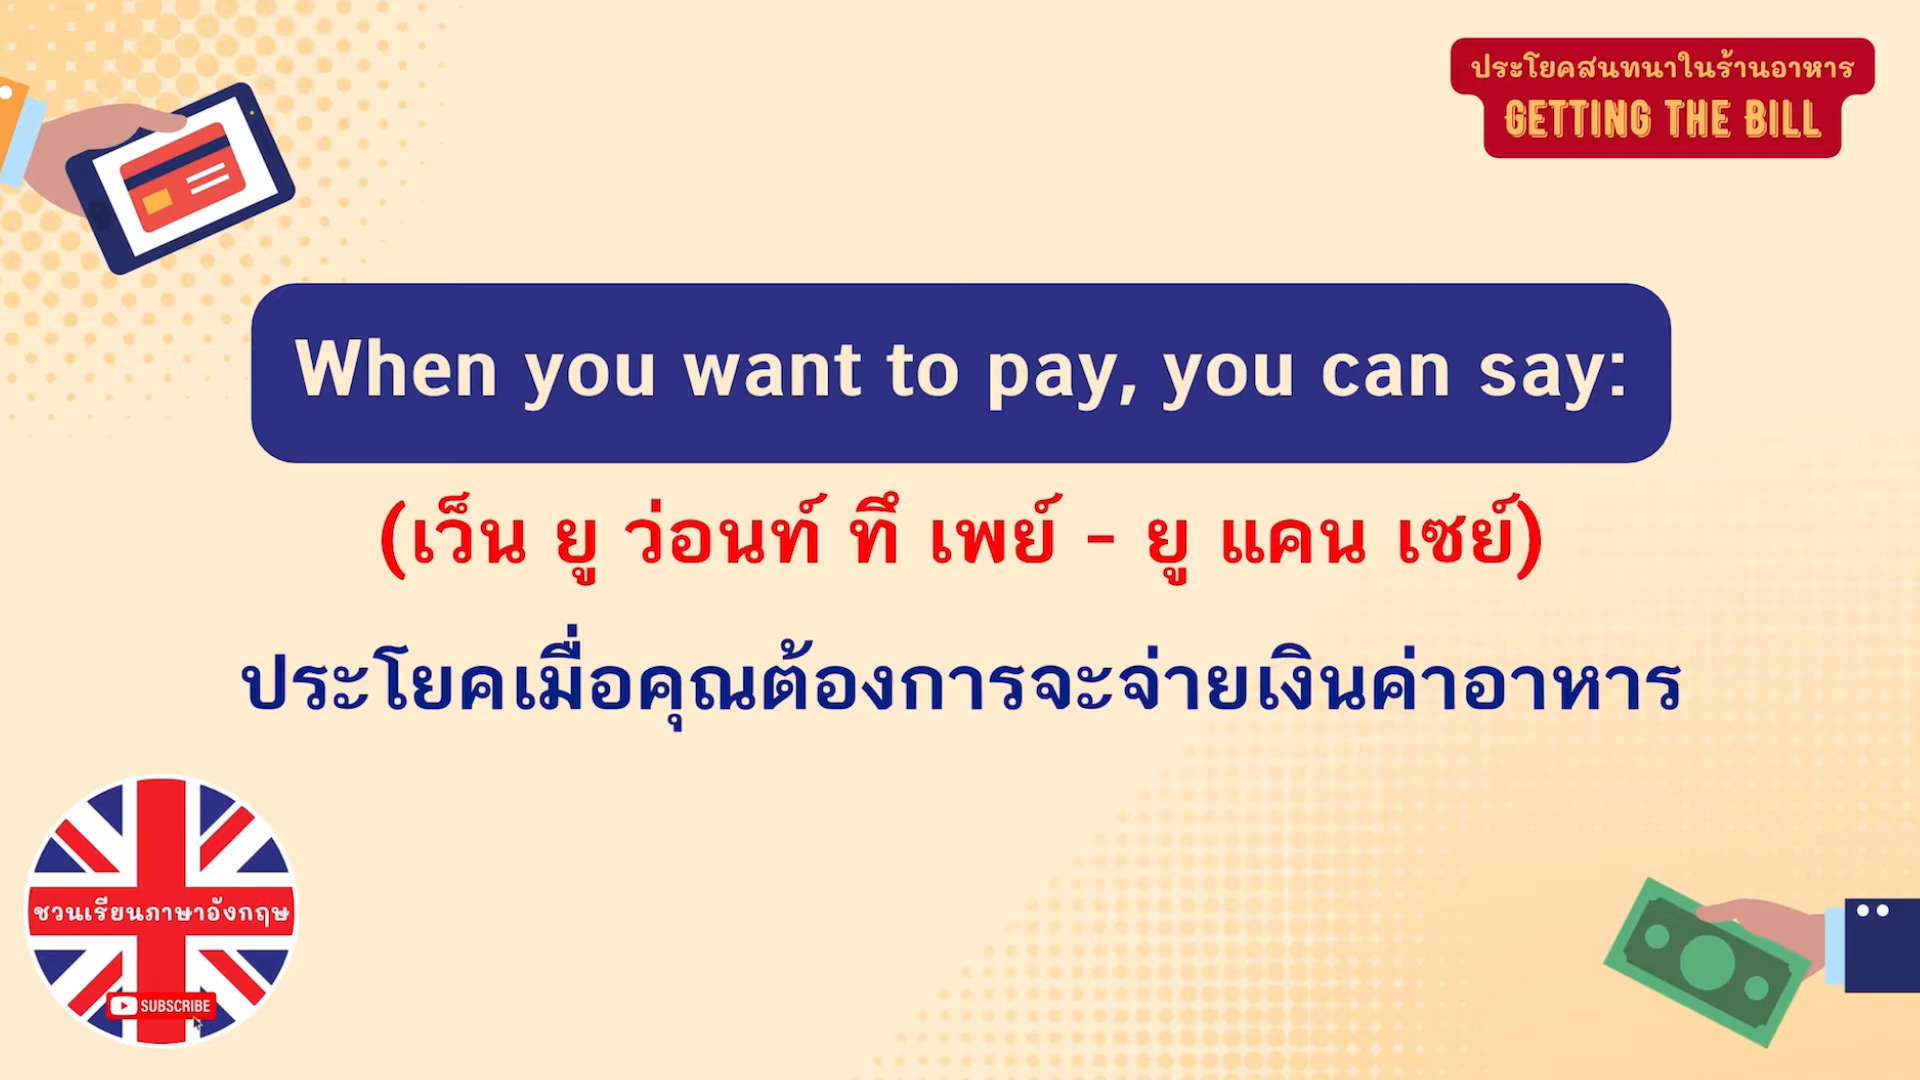 ประโยคสนทนาในร้านอาหาร
GETTING THE BILL
When you want to pay, you can say:
(เว็น ยู ว่อนท์ ทึ เพย์ - ยู แคน เซย์)
ประโยคเมื่อคุณต้องการจะจ่ายเงินค่าอาหาร
ชวนเรียนภาษาอังกฤษ
SUBSCRIBE